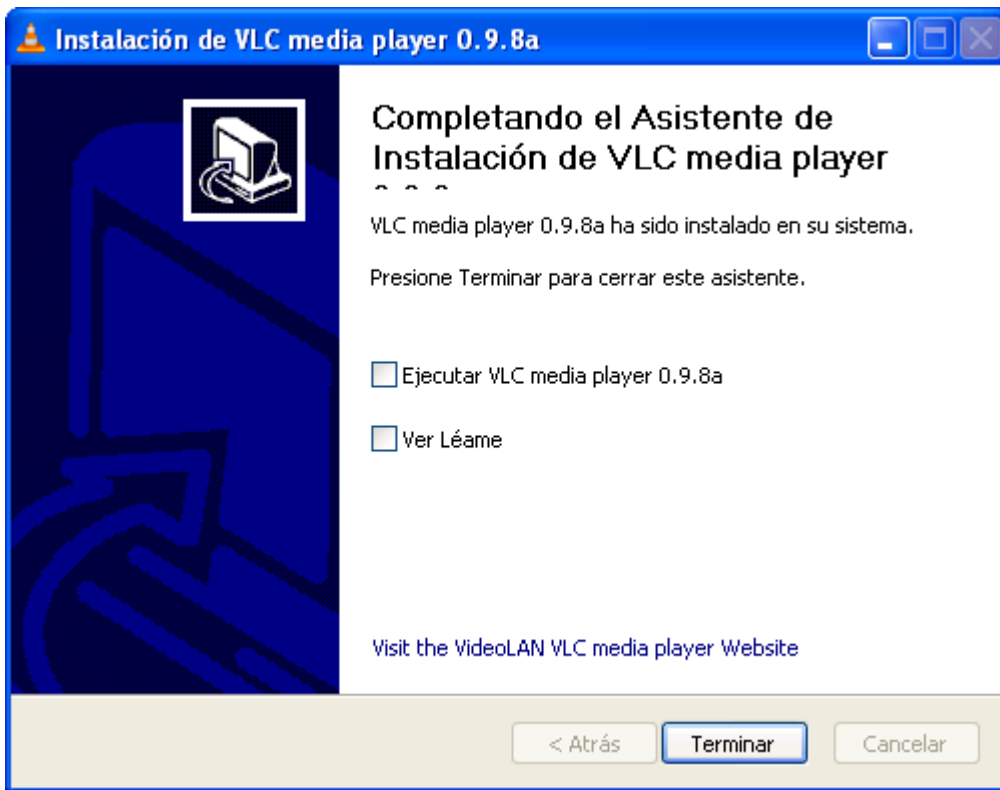 Instalación de VLC media player 0.9.8a
Completando el Asistente de
Instalación de VLC media player
VLC media player 0.9.8a ha sido instalado en su sistema.
Presione Terminar para cerrar este asistente.
Ejecutar VLC media player 0.9.8a
Ver Léame
Visit the VideoLAN VLC media player Website
< Atrás
Terminar
Cancelar